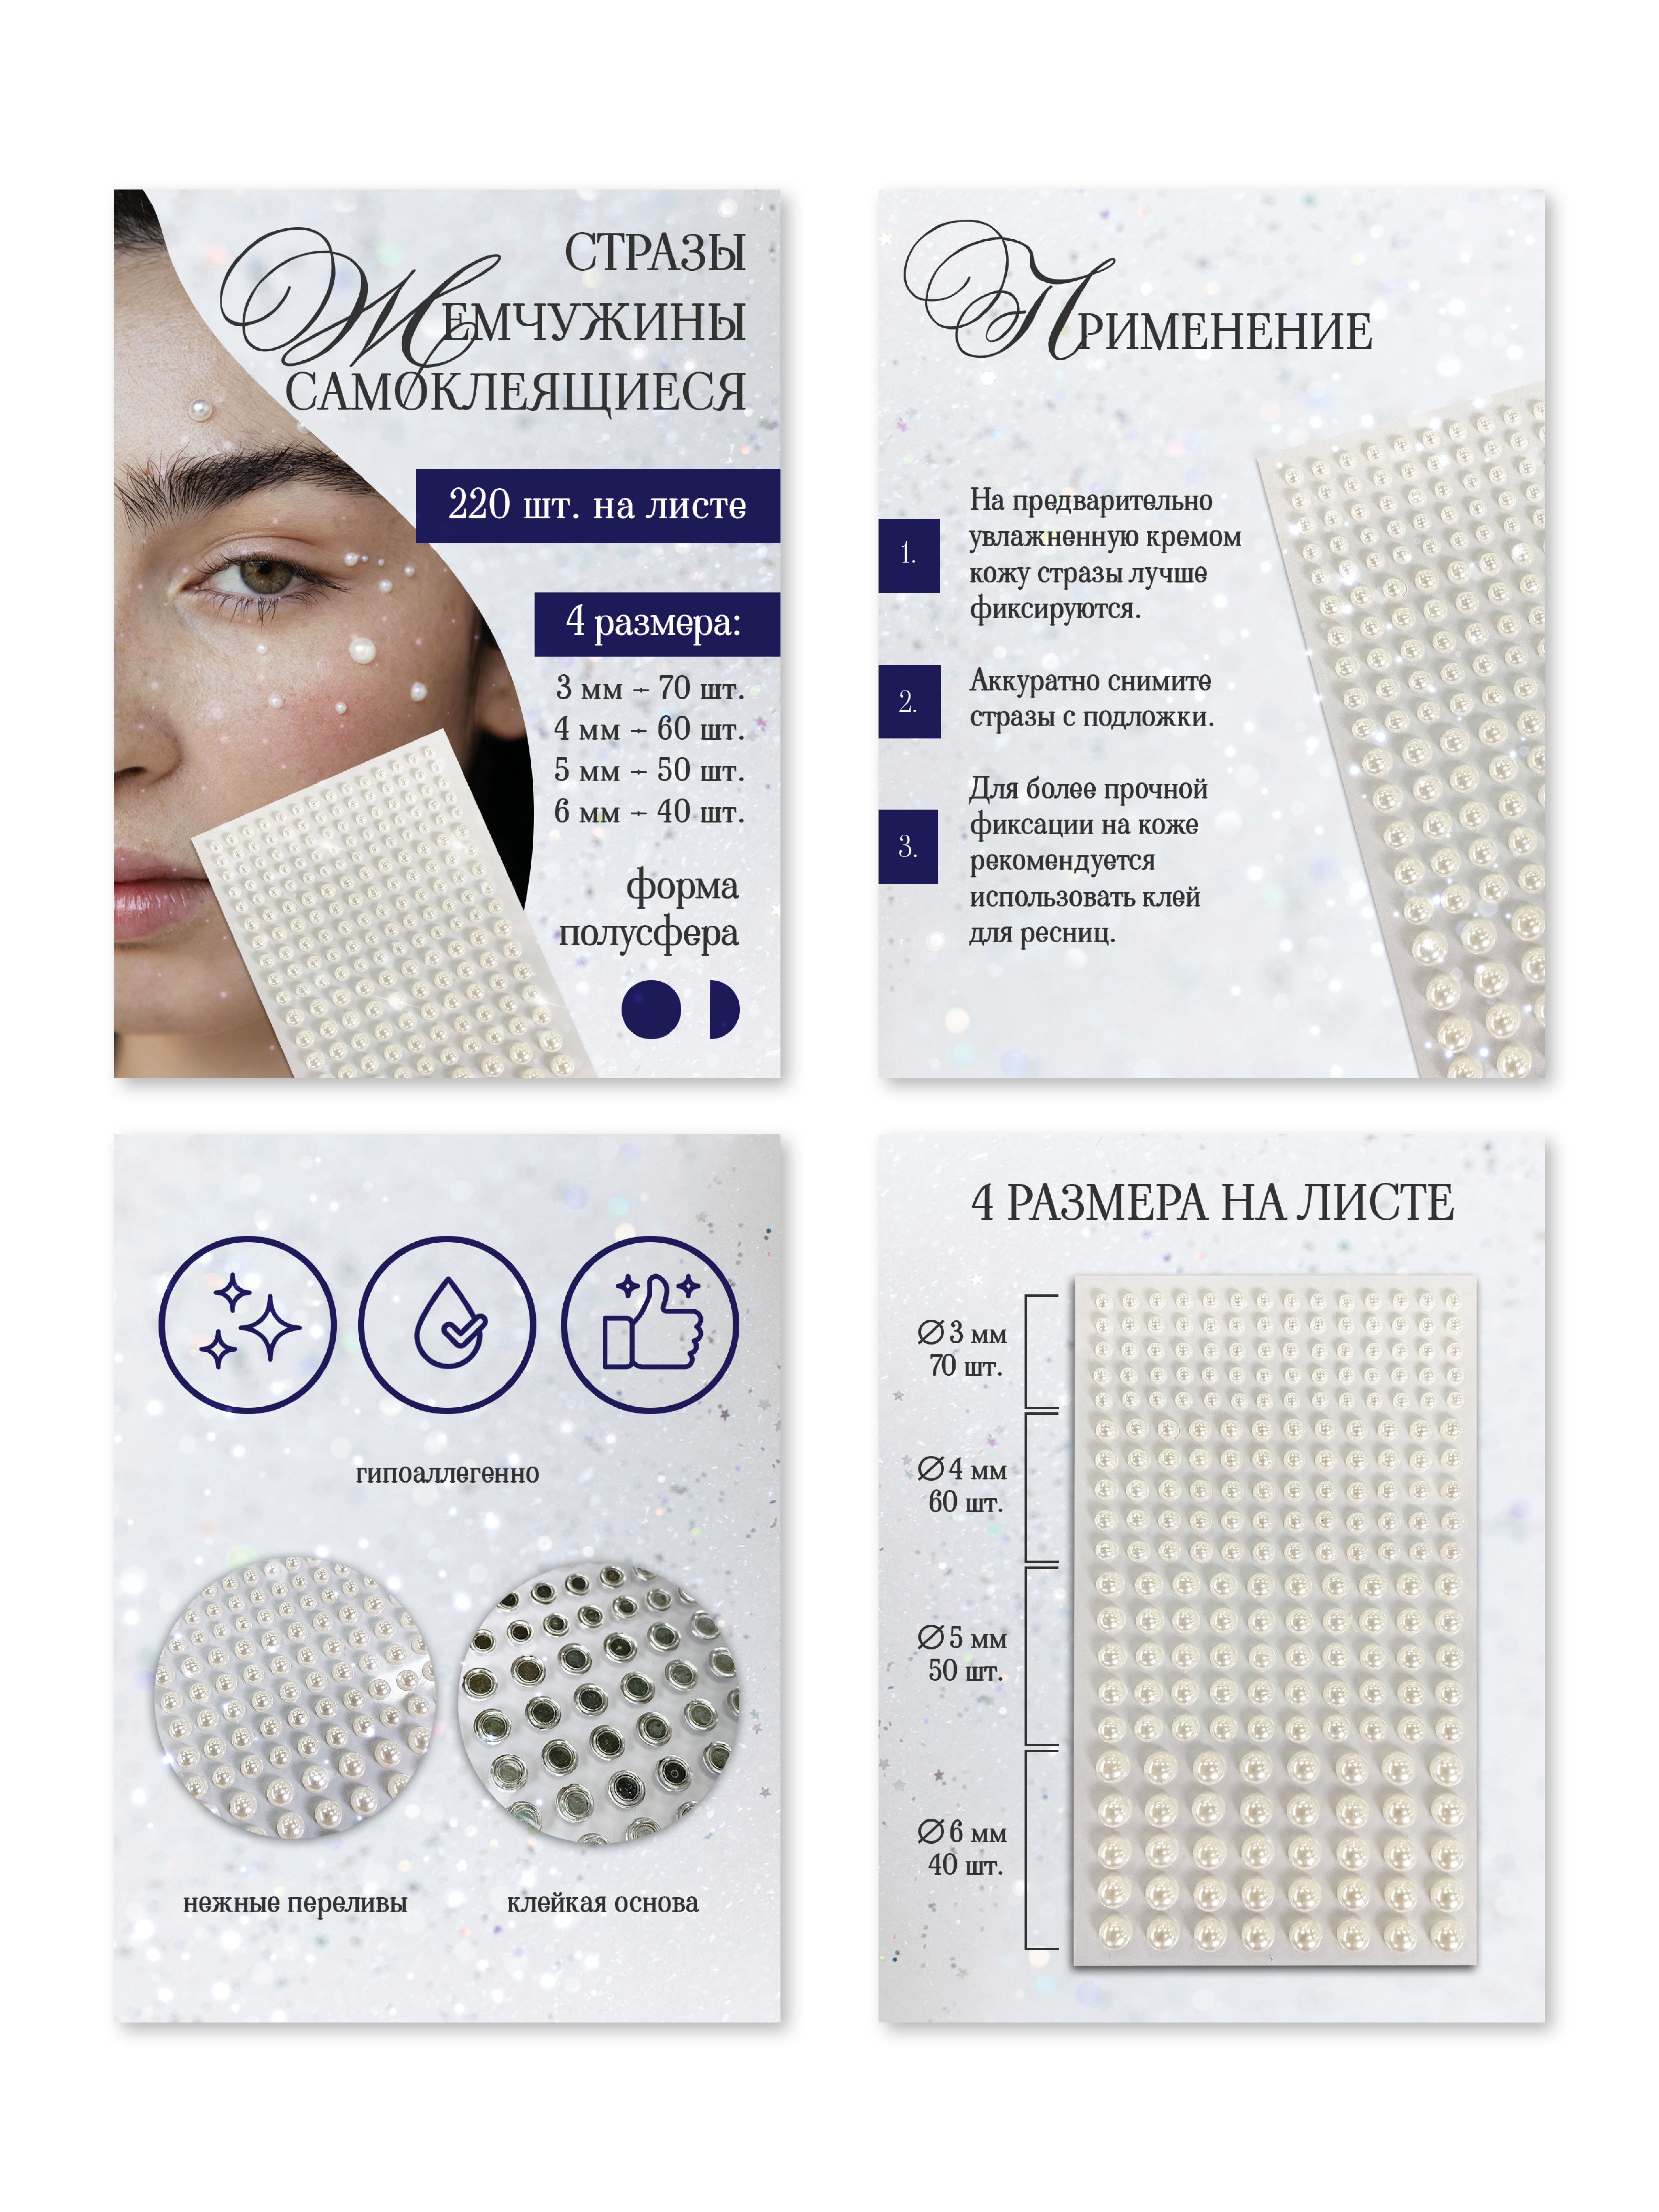 СТРАЗЫ
ЖЕМЧУЖИНЫ
САМОКЛЕЯЩИЕСЯ
220 шт. на листе
4 размера:
3 мм – 70 шт.
4 мм – 60 шт.
5 мм – 50 шт.
6 мм – 40 шт.
форма
полусфера
ПРИМЕНЕНИЕ
1.
На предварительно
увлажненную кремом
кожу стразы лучше
фиксируются.
2.
Аккуратно снимите
стразы с подложки.
3.
Для более прочной
фиксации на коже
рекомендуется
использовать клей
для ресниц.
гипоаллегенно
нежные переливы
клейкая основа
4 РАЗМЕРА НА ЛИСТЕ
∅ 3 мм
70 шт.
∅ 4 мм
60 шт.
∅ 5 мм
50 шт.
∅ 6 мм
40 шт.